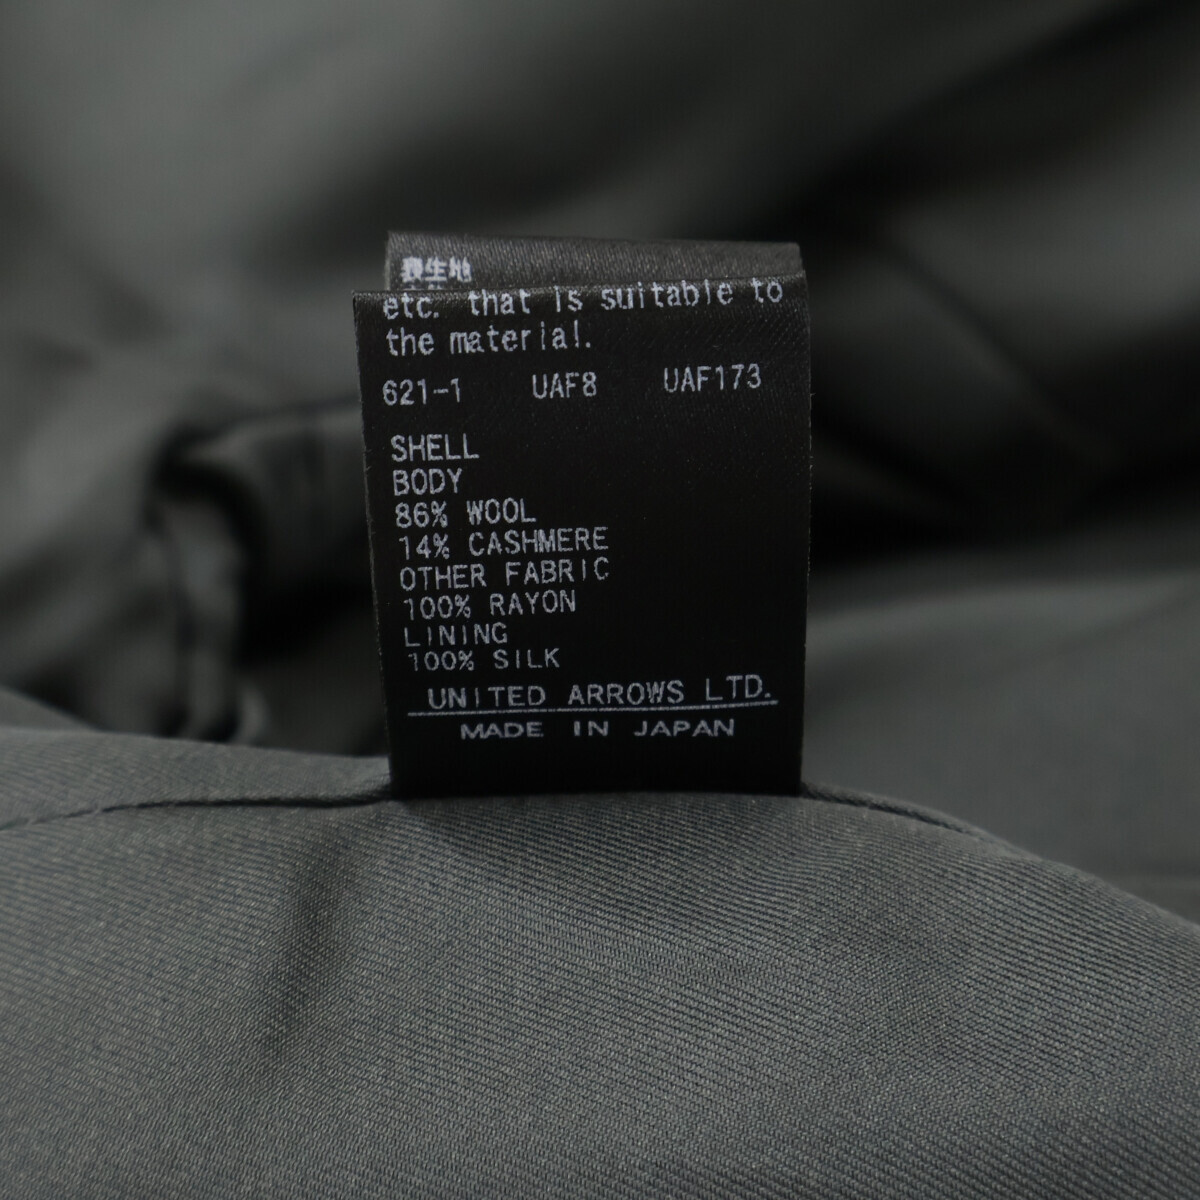 表生地
etc. that is suitable to
the material.
621-1 UAF8 UAF173
SHELL
BODY
86% WOOL
14% CASHMERE
OTHER FABRIC
100% RAYON
LINING
100% SILK
UNITED ARROWS LTD.
MADE IN JAPAN